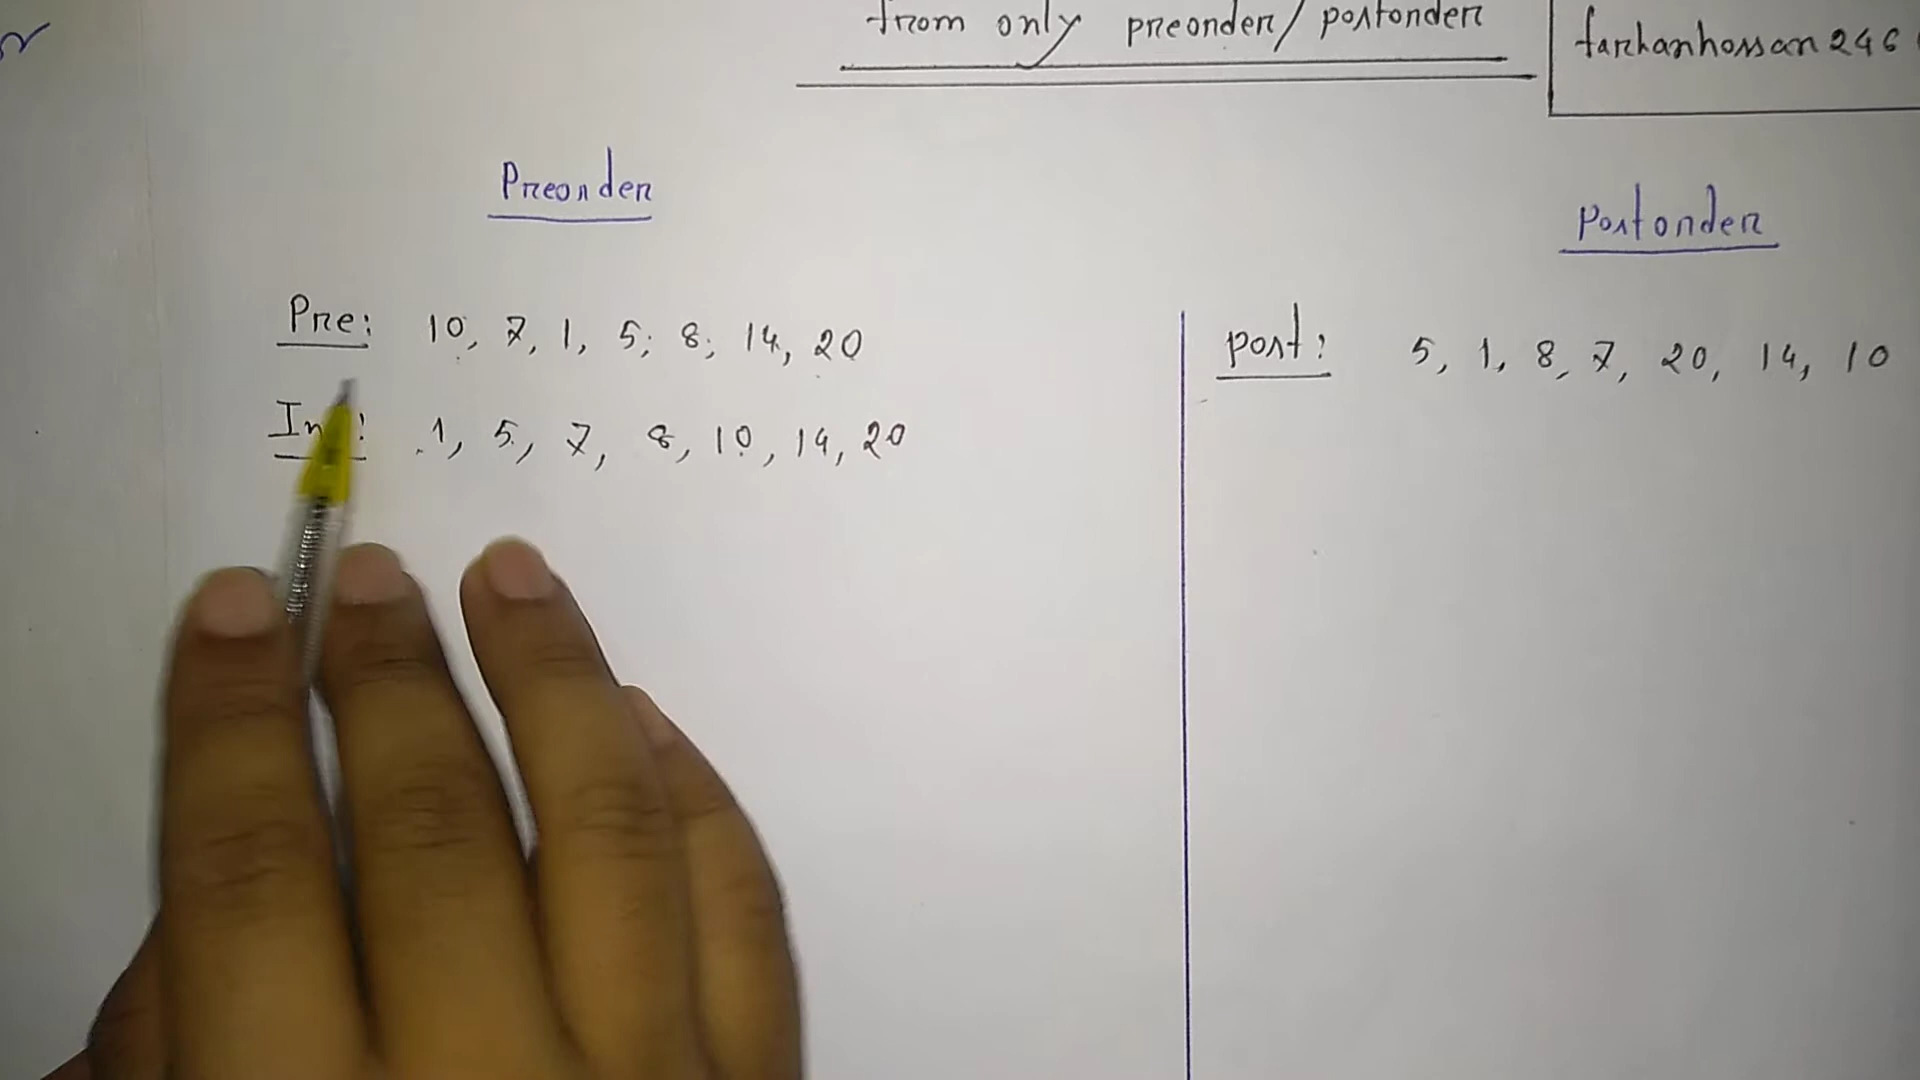 from only preorder/postorder
farhanhossan246
Preorder
Pre: 10, 7, 1, 5; 8; 14, 20
In : 1, 5, 7, 8, 10, 14, 20
Postorder
post: 5, 1, 8, 7, 20, 14, 10